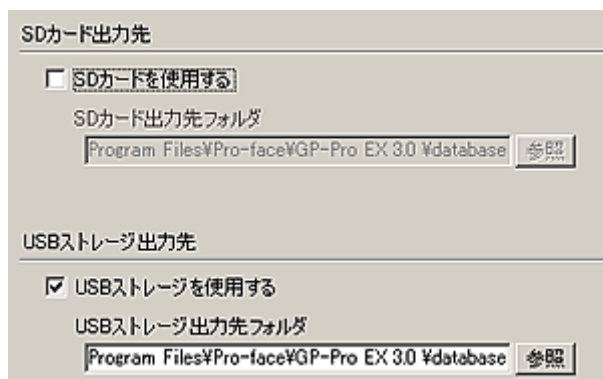 SDカード出力先
SDカードを使用する
SDカード出力先フォルダ
Program Files¥Pro-face¥GP-Pro EX 3.0 ¥database 参照
USBストレージ出力先
USBストレージを使用する
USBストレージ出力先フォルダ
Program Files¥Pro-face¥GP-Pro EX 3.0 ¥database 参照